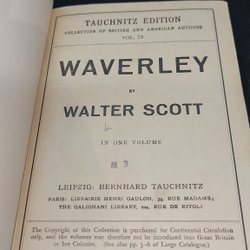 TAUCHNITZ EDITION
COLLECTION OF BRITISH AND AMERICAN AUTHORS
VOL. 75
WAVERLEY
BY
WALTER SCOTT
IN ONE VOLUME
LEIPZIG: BERNHARD TAUCHNITZ
PARIS: LIBRAIRIE HENRI GAULON, 39, RUE MADAME;
THE GALIGNANI LIBRARY, 224, RUE DE RIVOLI
The Copyright of this Collection is purchased for Continental Circulation
only, and the volumes may therefore not be introduced into Great Britain
or her Colonies. (See also pp. 3-6 of Large Catalogue.)